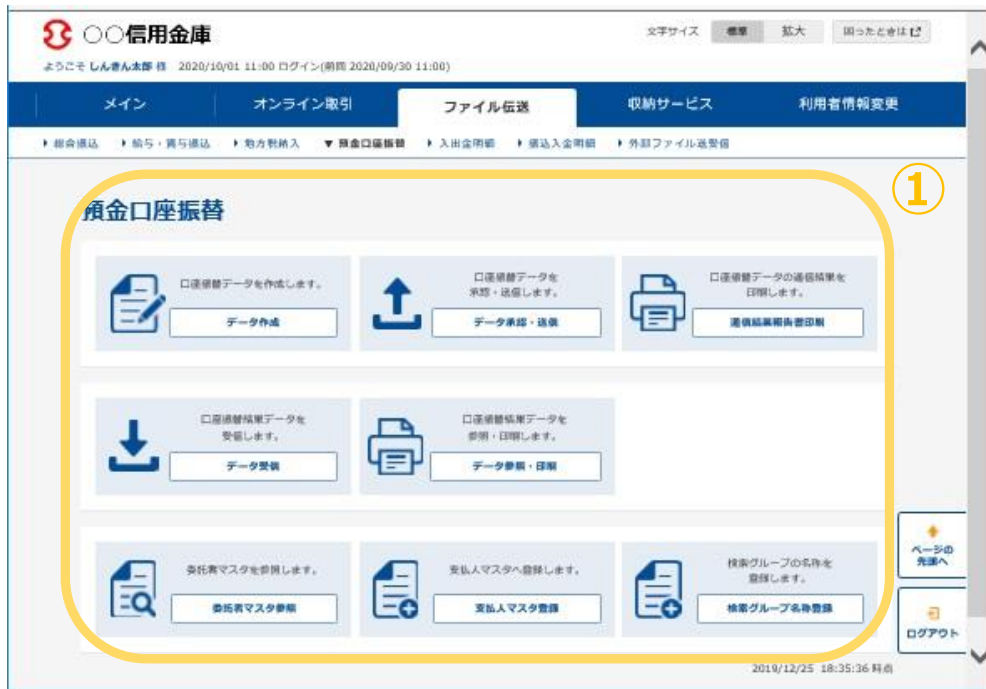 〇〇信用金庫
文字サイズ 標準 拡大 困ったときは
ようこそ しんきん太郎 様 2020/10/01 11:00 ログイン(前回 2020/09/30 11:00)
メイン オンライン取引 ファイル伝送 収納サービス 利用者情報変更
総合振込 給与・賞与振込 地方税納入 ▼ 預金口座振替 入出金明細 振込入金明細 外部ファイル送受信
①
預金口座振替
口座振替データを作成します。
データ作成
口座振替データを
承認・送信します。
データ承認・送信
口座振替データの通信結果を
印刷します。
通信結果報告書印刷
口座振替結果データを
受信します。
データ受信
口座振替結果データを
参照・印刷します。
データ参照・印刷
委託者マスタを参照します。
委託者マスタ参照
支払人マスタへ登録します。
支払人マスタ登録
検索グループの名称を
登録します。
検索グループ名称登録
ページの
先頭へ
ログアウト
2019/12/25 18:35:36 時点